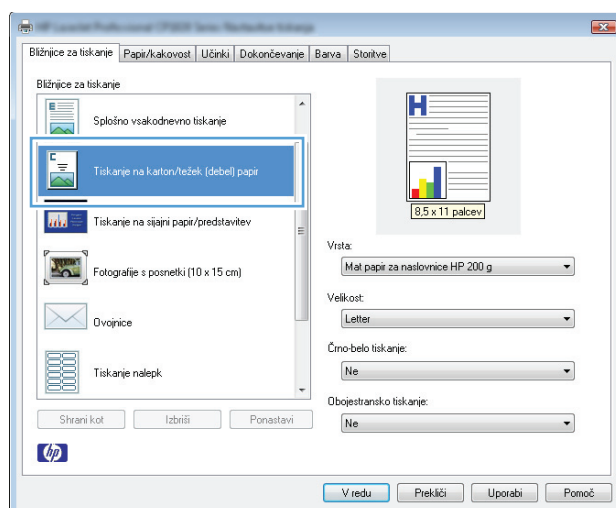 Bližnjice za tiskanje
Papir/kakovost
Učinki
Dokončevanje
Barva
Storitve
Bližnjice za tiskanje
Splošno vsakodnevno tiskanje
Tiskanje na karton/težek (debel) papir
Tiskanje na sijajni papir/predstavitev
Fotografije s posnetki (10 x 15 cm)
Ovojnice
Tiskanje nalepk
Shrani kot
Izbriši
Ponastavi
H
8,5 x 11 palcev
Vrsta:
Mat papir za naslovnice HP 200 g
Velikost:
Letter
Črno-belo tiskanje:
Ne
Obojestransko tiskanje:
Ne
hp
V redu
Prekliči
Uporabi
Pomoč